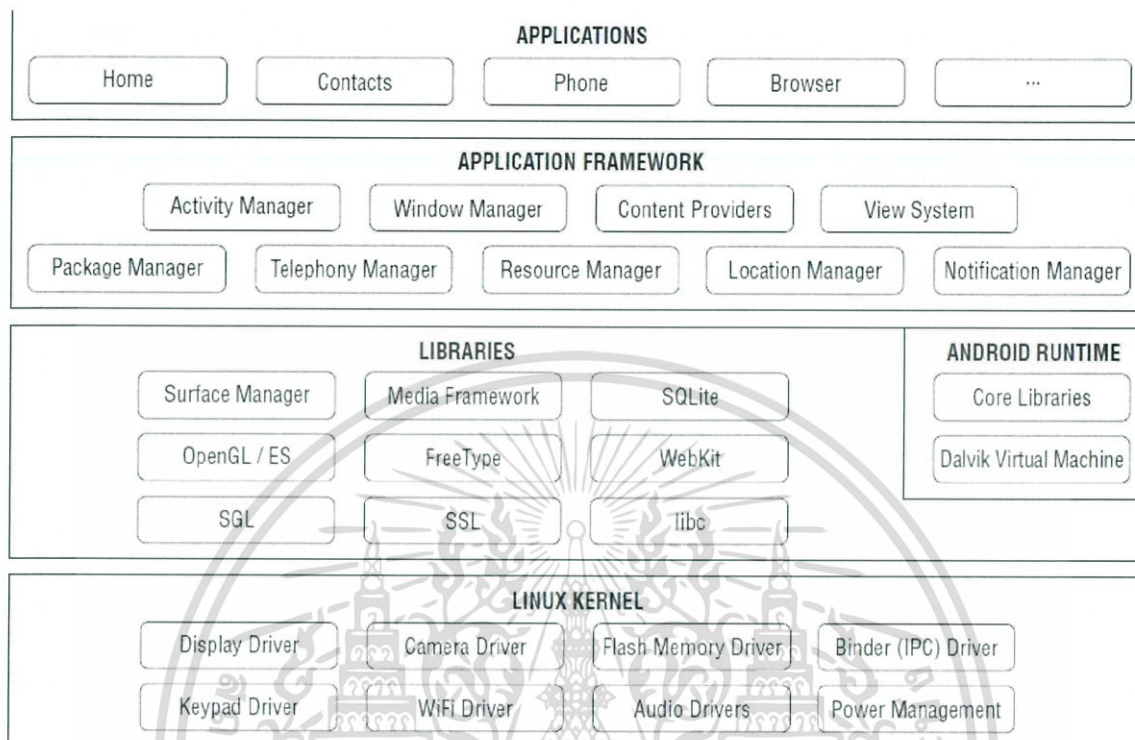 APPLICATIONS
Home Contacts Phone Browser ...
APPLICATION FRAMEWORK
Activity Manager Window Manager Content Providers View System
Package Manager Telephony Manager Resource Manager Location Manager Notification Manager
LIBRARIES ANDROID RUNTIME
Surface Manager Media Framework SQLite Core Libraries
OpenGL / ES FreeType WebKit Dalvik Virtual Machine
SGL SSL libc
LINUX KERNEL
Display Driver Camera Driver Flash Memory Driver Binder (IPC) Driver
Keypad Driver WiFi Driver Audio Drivers Power Management